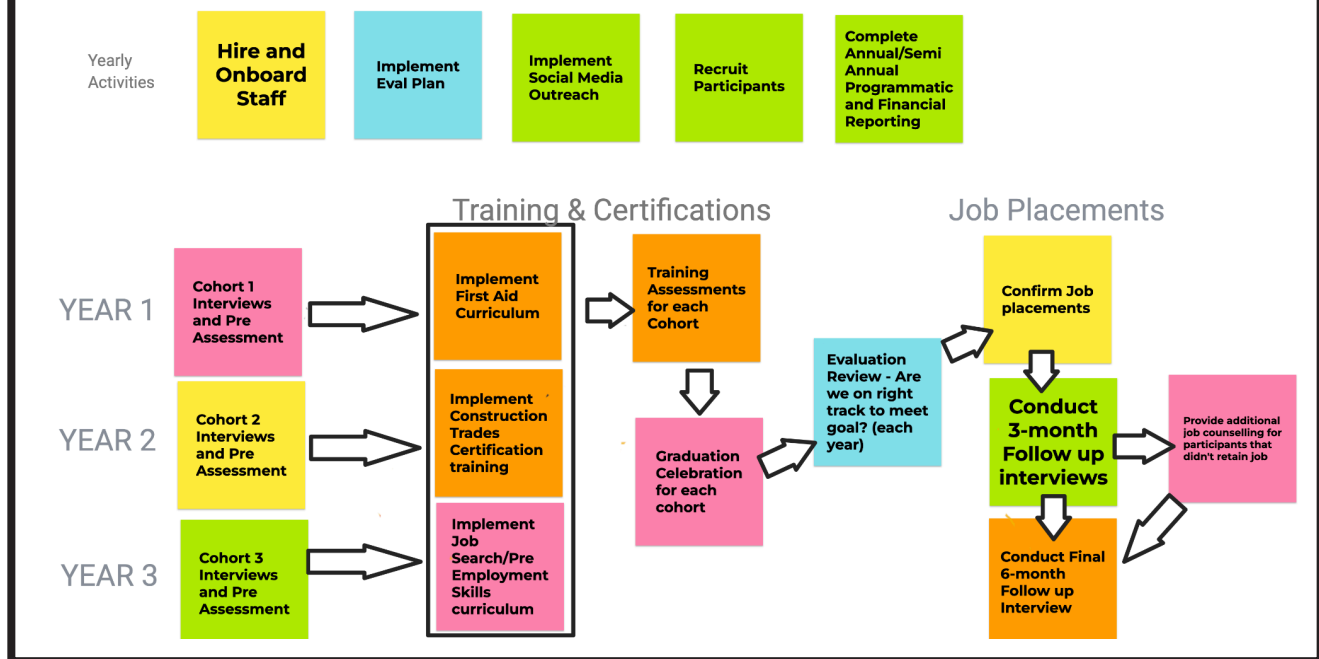 Yearly
Activities
Hire and
Onboard
Staff
Implement
Eval Plan
Implement
Social Media
Outreach
Recruit
Participants
Complete
Annual/Semi
Annual
Programmatic
and Financial
Reporting
Training & Certifications
Job Placements
YEAR 1
Cohort 1
Interviews
and Pre
Assessment
Implement
First Aid
Curriculum
Training
Assessments
for each
Cohort
Confirm Job
placements
YEAR 2
Cohort 2
Interviews
and Pre
Assessment
Implement
Construction
Trades
Certification
training
Graduation
Celebration
for each
cohort
Evaluation
Review - Are
we on right
track to meet
goal? (each
year)
Conduct
3-month
Follow up
interviews
Provide additional
job counselling for
participants that
didn't retain job
YEAR 3
Cohort 3
Interviews
and Pre
Assessment
Implement
Job
Search/Pre
Employment
Skills
curriculum
Conduct Final
6-month
Follow up
Interview